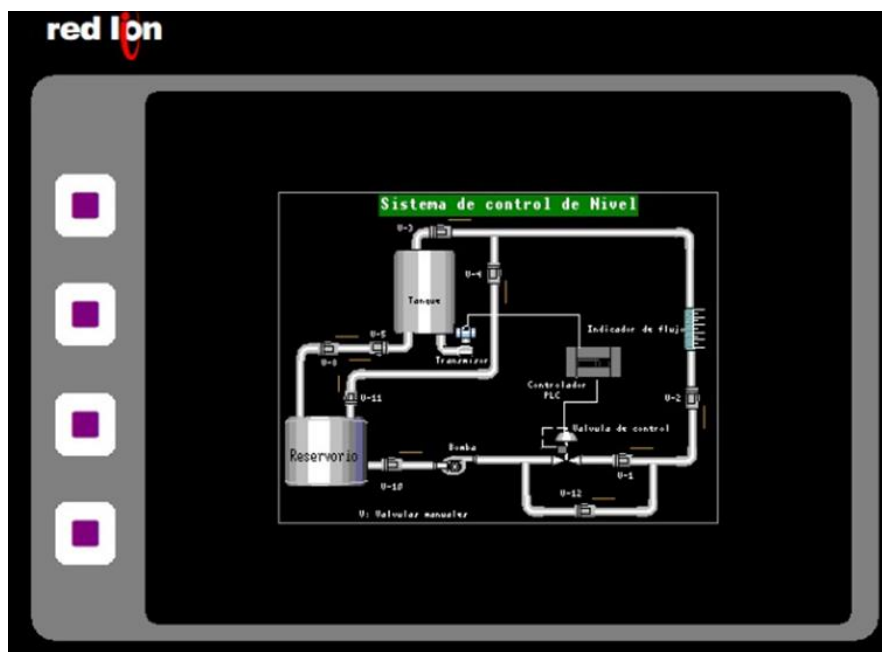 red lion
Sistema de control de Nivel
V-3
V-4
Tanque
Indicador de flujo
V-5
Transmisor
Controlador
PLC
V-2
V-11
Valvula de control
Bomba
Reservorio
V-10
V-1
V-12
V: Valvulas manuales